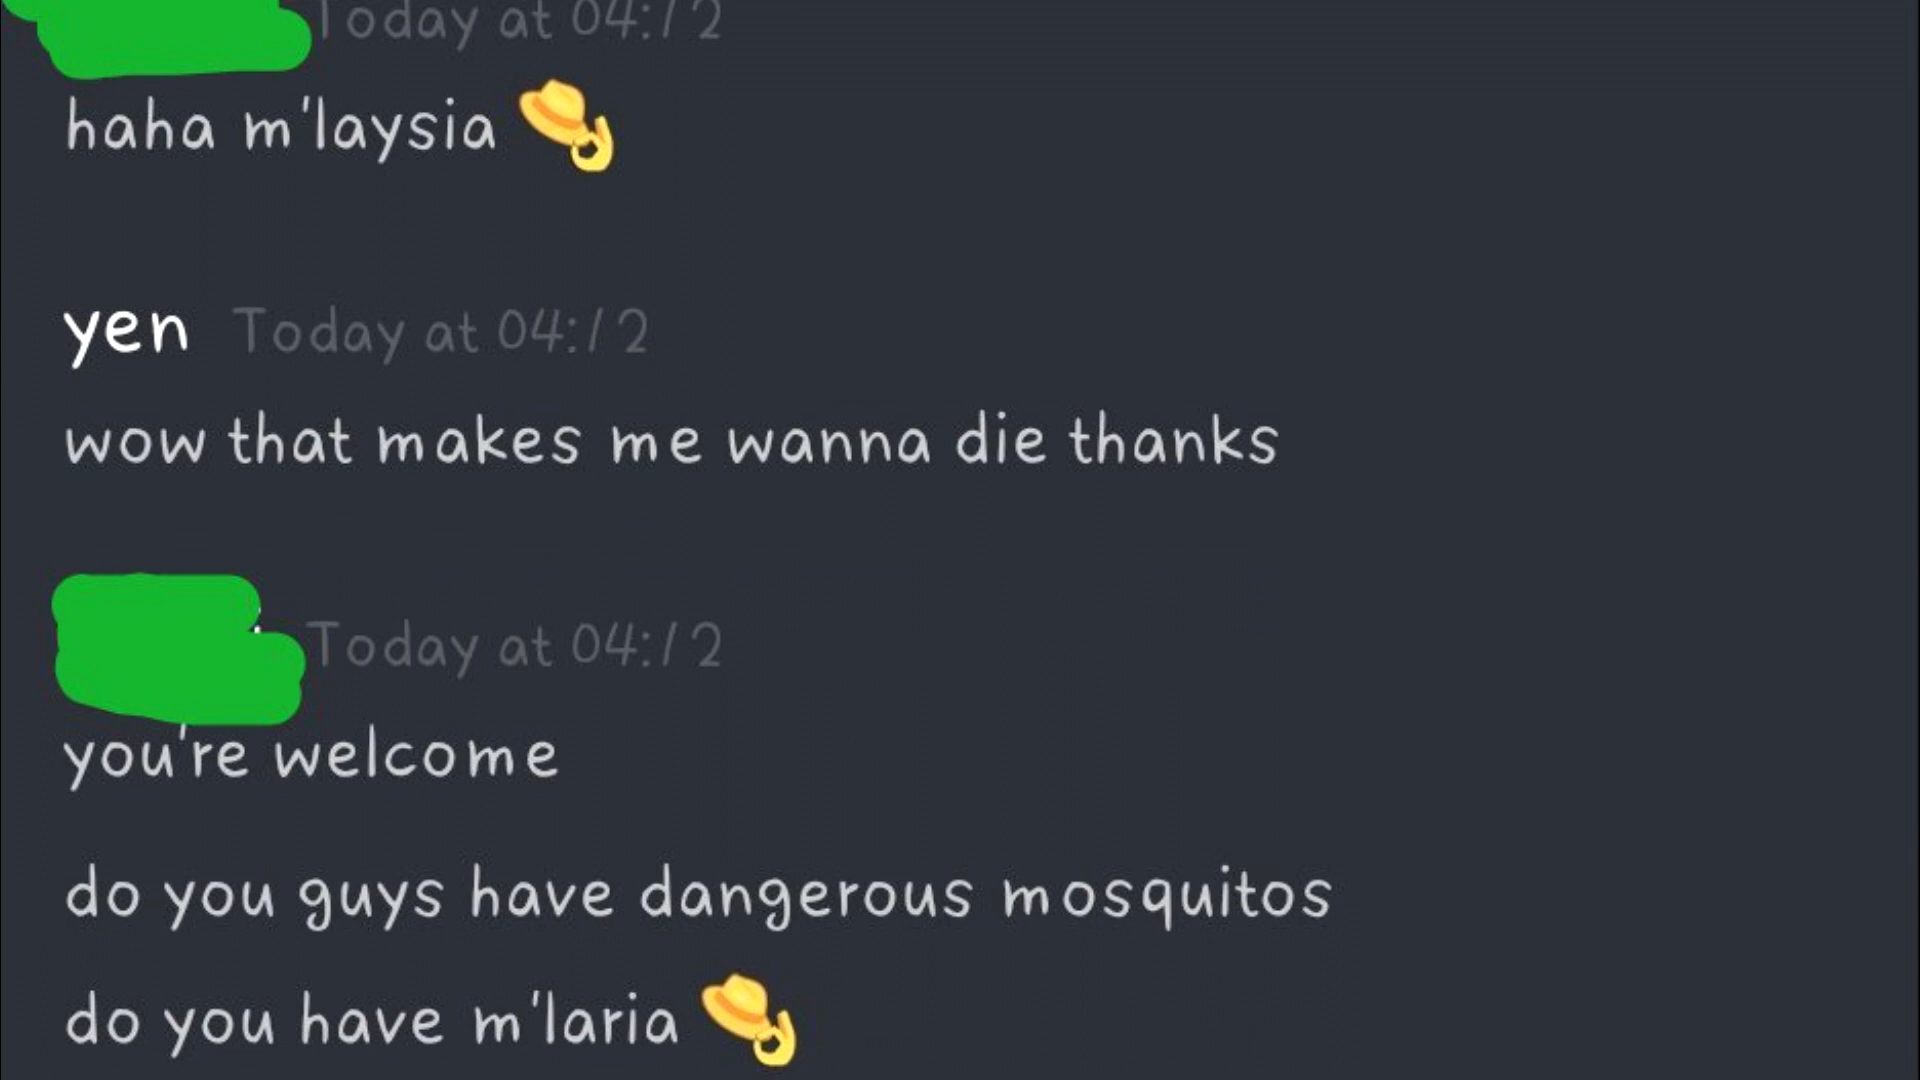 Today at 04:12
haha m'laysia
yen Today at 04:12
wow that makes me wanna die thanks
Today at 04:12
you're welcome
do you guys have dangerous mosquitos
do you have m'laria